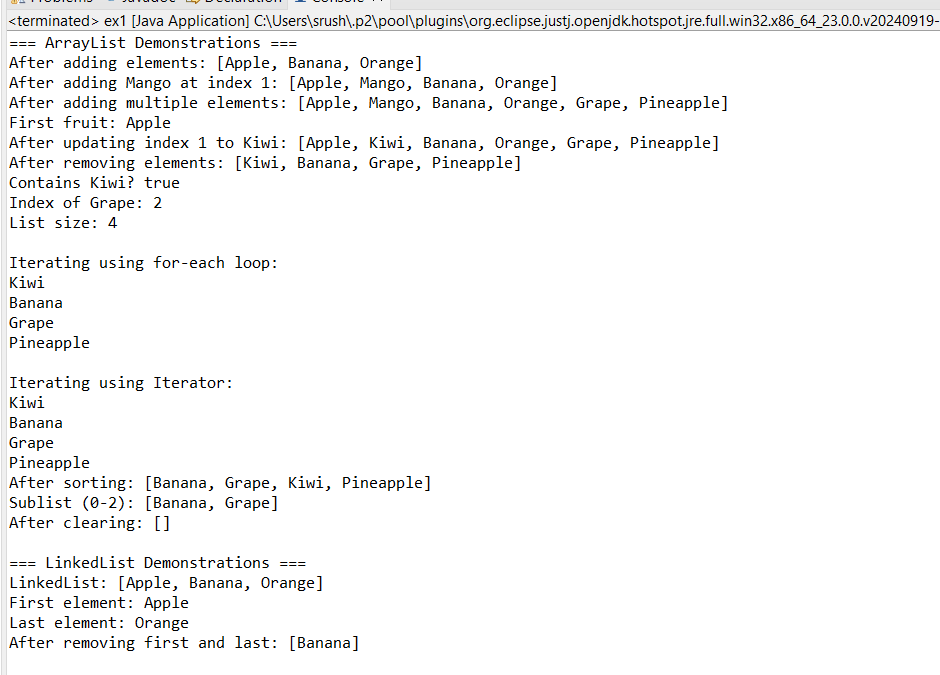 Problems Javadoc Declaration Console
<terminated> ex1 [Java Application] C:\Users\srush\.p2\pool\plugins\org.eclipse.justj.openjdk.hotspot.jre.full.win32.x86_64_23.0.0.v20240919-
=== ArrayList Demonstrations ===
After adding elements: [Apple, Banana, Orange]
After adding Mango at index 1: [Apple, Mango, Banana, Orange]
After adding multiple elements: [Apple, Mango, Banana, Orange, Grape, Pineapple]
First fruit: Apple
After updating index 1 to Kiwi: [Apple, Kiwi, Banana, Orange, Grape, Pineapple]
After removing elements: [Kiwi, Banana, Grape, Pineapple]
Contains Kiwi? true
Index of Grape: 2
List size: 4
Iterating using for-each loop:
Kiwi
Banana
Grape
Pineapple
Iterating using Iterator:
Kiwi
Banana
Grape
Pineapple
After sorting: [Banana, Grape, Kiwi, Pineapple]
Sublist (0-2): [Banana, Grape]
After clearing: []
=== LinkedList Demonstrations ===
LinkedList: [Apple, Banana, Orange]
First element: Apple
Last element: Orange
After removing first and last: [Banana]